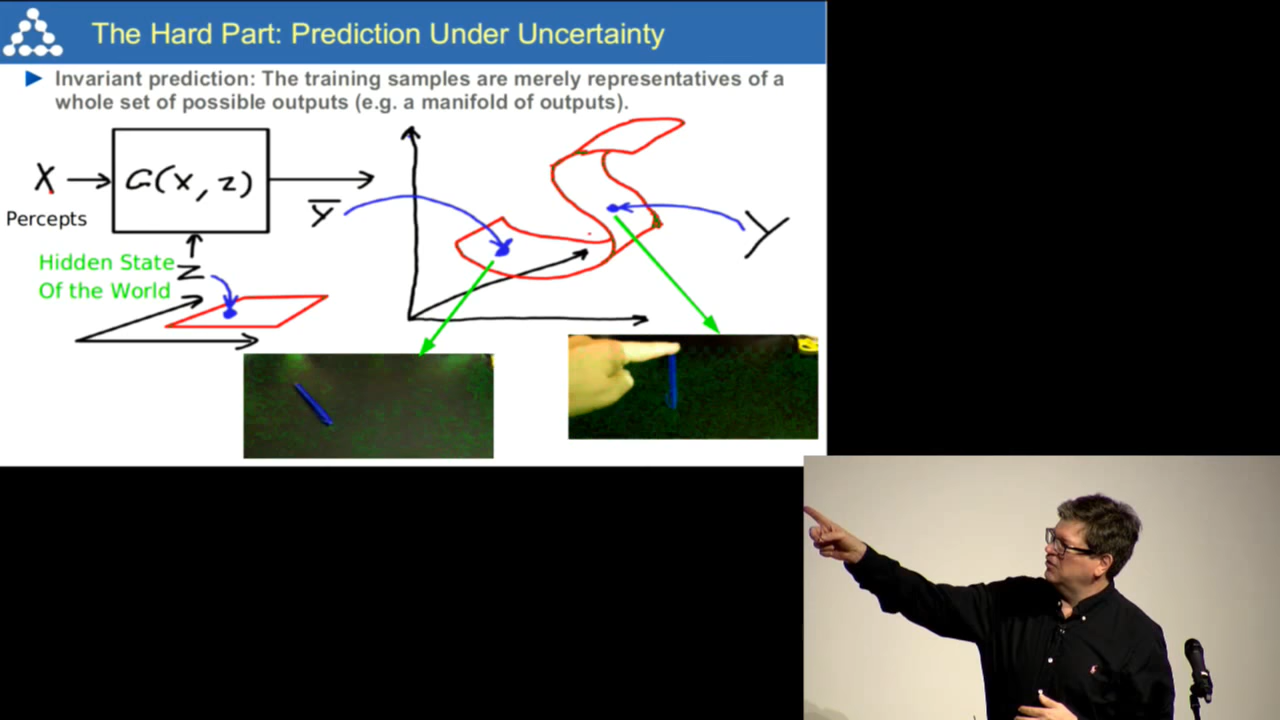 The Hard Part: Prediction Under Uncertainty
Invariant prediction: The training samples are merely representatives of a
whole set of possible outputs (e.g. a manifold of outputs).
X
G(x, z)
Y
Y
Percepts
Hidden State
Of the World
Z